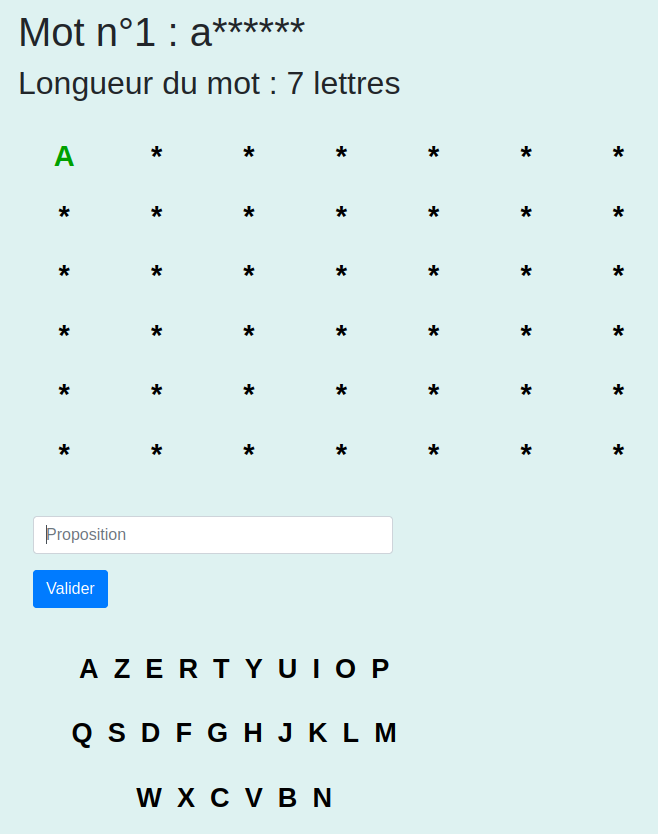 Mot n°1 : a******
Longueur du mot : 7 lettres
A * * * * * *
* * * * * * *
* * * * * * *
* * * * * * *
* * * * * * *
* * * * * * *
Proposition
Valider
A Z E R T Y U I O P
Q S D F G H J K L M
W X C V B N